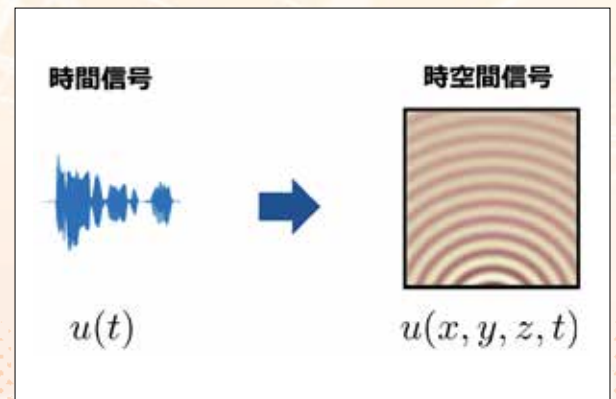 時間信号
時空間信号
u(t)
u(x, y, z, t)